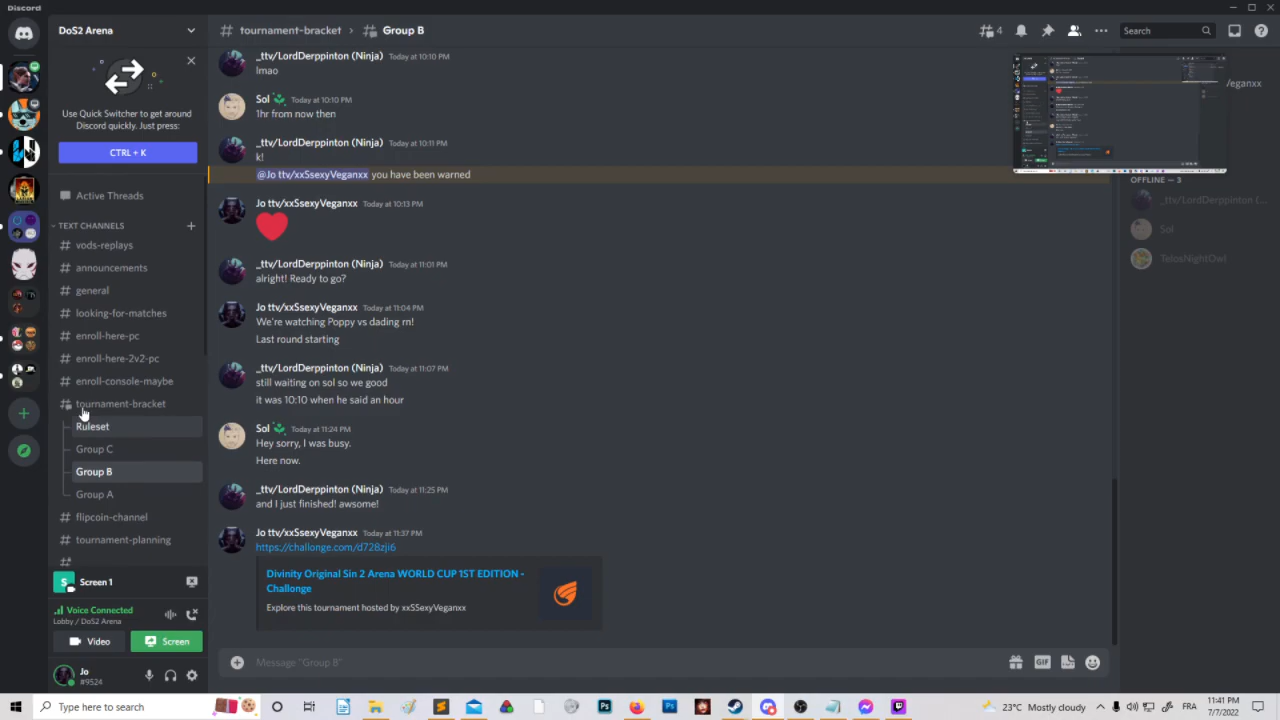 Discord
DoS2 Arena
Use Quick Switcher to get around
Discord quickly. Just press:
CTRL + K
Active Threads
TEXT CHANNELS
vods-replays
announcements
general
looking-for-matches
enroll-here-pc
enroll-here-2v2-pc
enroll-console-maybe
tournament-bracket
Ruleset
Group C
Group B
Group A
flipcoin-channel
tournament-planning
Screen 1
Voice Connected
Lobby / DoS2 Arena
Video
Screen
Jo
#9524
tournament-bracket › Group B
4
Search
_ttv/LordDerppinton (Ninja) Today at 10:10 PM
lmao
Sol Today at 10:10 PM
1hr from now then
_ttv/LordDerppinton (Ninja) Today at 10:11 PM
k!
@Jo ttv/xxSsexyVeganxx you have been warned
Jo ttv/xxSsexyVeganxx Today at 10:13 PM
_ttv/LordDerppinton (Ninja) Today at 11:01 PM
alright! Ready to go?
Jo ttv/xxSsexyVeganxx Today at 11:04 PM
We're watching Poppy vs dading rn!
Last round starting
_ttv/LordDerppinton (Ninja) Today at 11:07 PM
still waiting on sol so we good
it was 10:10 when he said an hour
Sol Today at 11:24 PM
Hey sorry, I was busy.
Here now.
_ttv/LordDerppinton (Ninja) Today at 11:25 PM
and I just finished! awsome!
Jo ttv/xxSsexyVeganxx Today at 11:37 PM
https://challonge.com/d728zji6
Divinity Original Sin 2 Arena WORLD CUP 1ST EDITION -
Challonge
Explore this tournament hosted by xxSSexyVeganxx
Message "Group B"
GIF
/eganxx
OFFLINE — 3
_ttv/LordDerppinton (...
Sol
TelosNightOwl
Type here to search
23°C Mostly cloudy
FRA
11:41 PM
7/7/2022